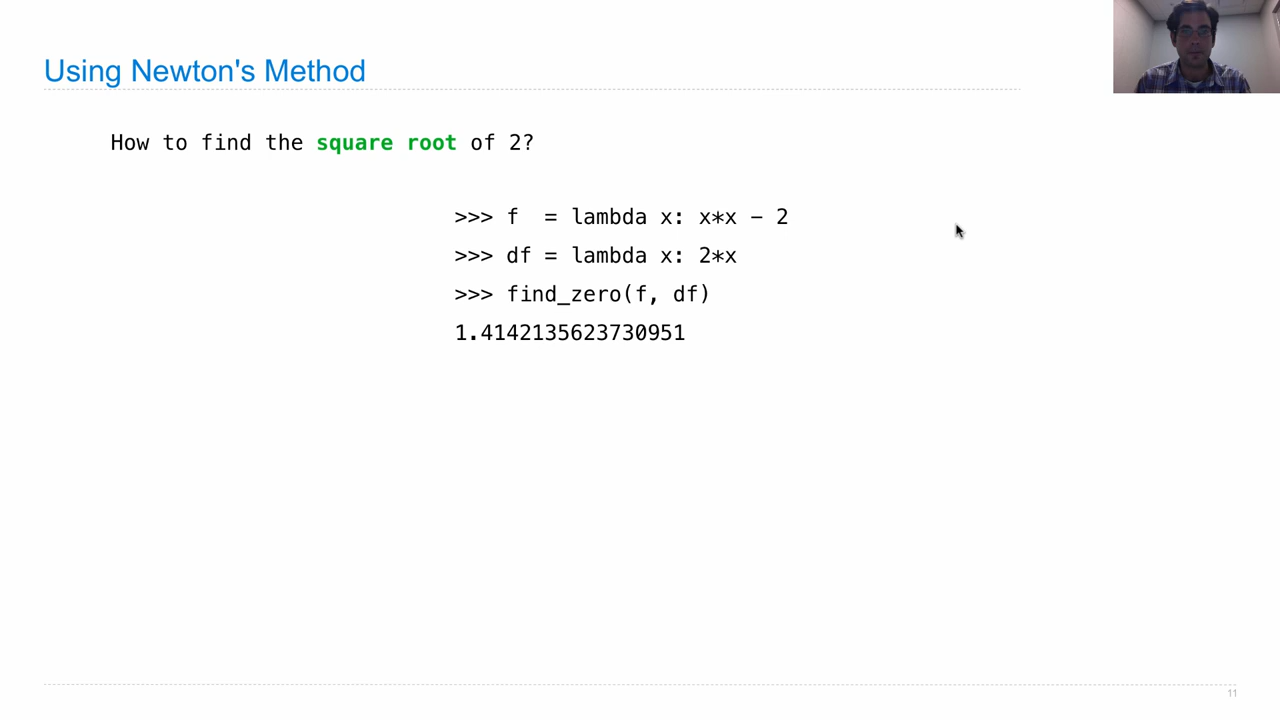 Using Newton's Method
How to find the square root of 2?
>>> f  = lambda x: x*x - 2
>>> df = lambda x: 2*x
>>> find_zero(f, df)
1.4142135623730951
11